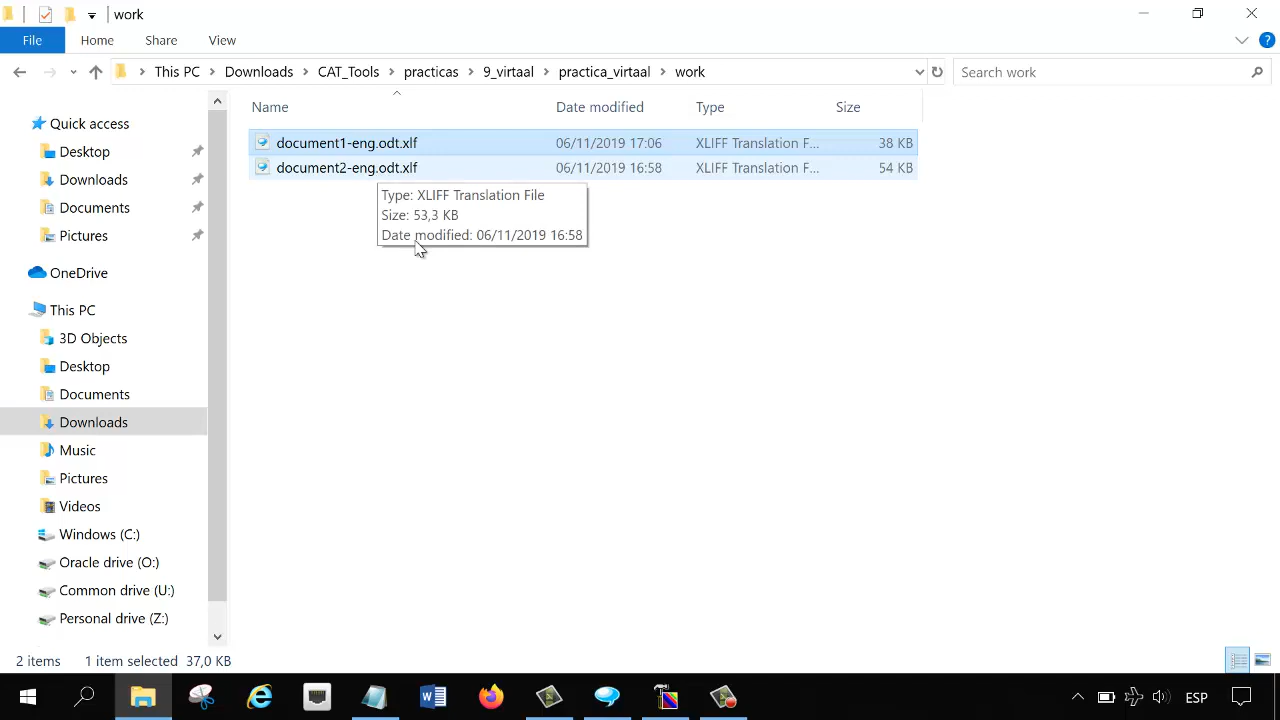 work
File Home Share View
This PC Downloads CAT_Tools practicas 9_virtaal practica_virtaal work Search work
Name Date modified Type Size
Quick access
Desktop
Downloads
Documents
Pictures
OneDrive
This PC
3D Objects
Desktop
Documents
Downloads
Music
Pictures
Videos
Windows (C:)
Oracle drive (O:)
Common drive (U:)
Personal drive (Z:)
document1-eng.odt.xlf 06/11/2019 17:06 XLIFF Translation F... 38 KB
document2-eng.odt.xlf 06/11/2019 16:58 XLIFF Translation F... 54 KB
Type: XLIFF Translation File
Size: 53,3 KB
Date modified: 06/11/2019 16:58
2 items 1 item selected 37,0 KB
ESP